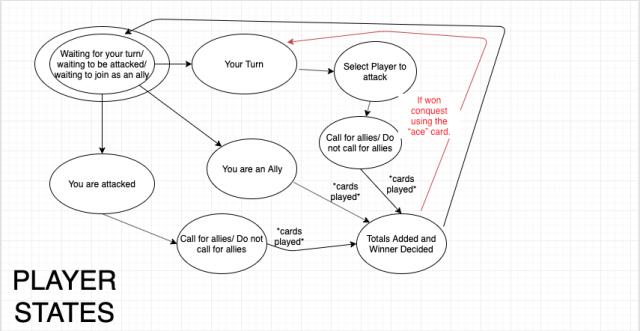 Waiting for your turn/
waiting to be attacked/
waiting to join as an ally
Your Turn
Select Player to
attack
If won
conquest
using the
"ace" card.
Call for allies/ Do
not call for allies
You are an Ally
You are attacked
*cards
played*
*cards
played*
Call for allies/ Do not
call for allies
*cards
played*
Totals Added and
Winner Decided
PLAYER
STATES